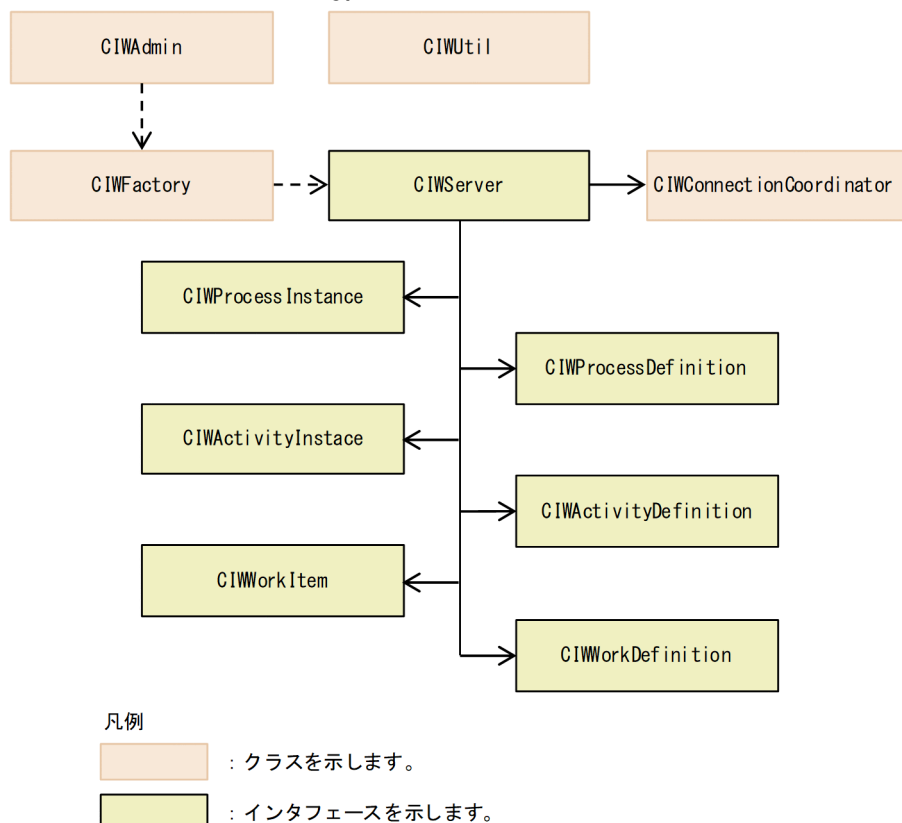 CIWAdmin
CIWUtil
CIWFactory
CIWServer
CIWConnectionCoordinator
CIWProcessInstance
CIWProcessDefinition
CIWActivityInstace
CIWActivityDefinition
CIWWorkItem
CIWWorkDefinition
凡例
：クラスを示します。
：インタフェースを示します。